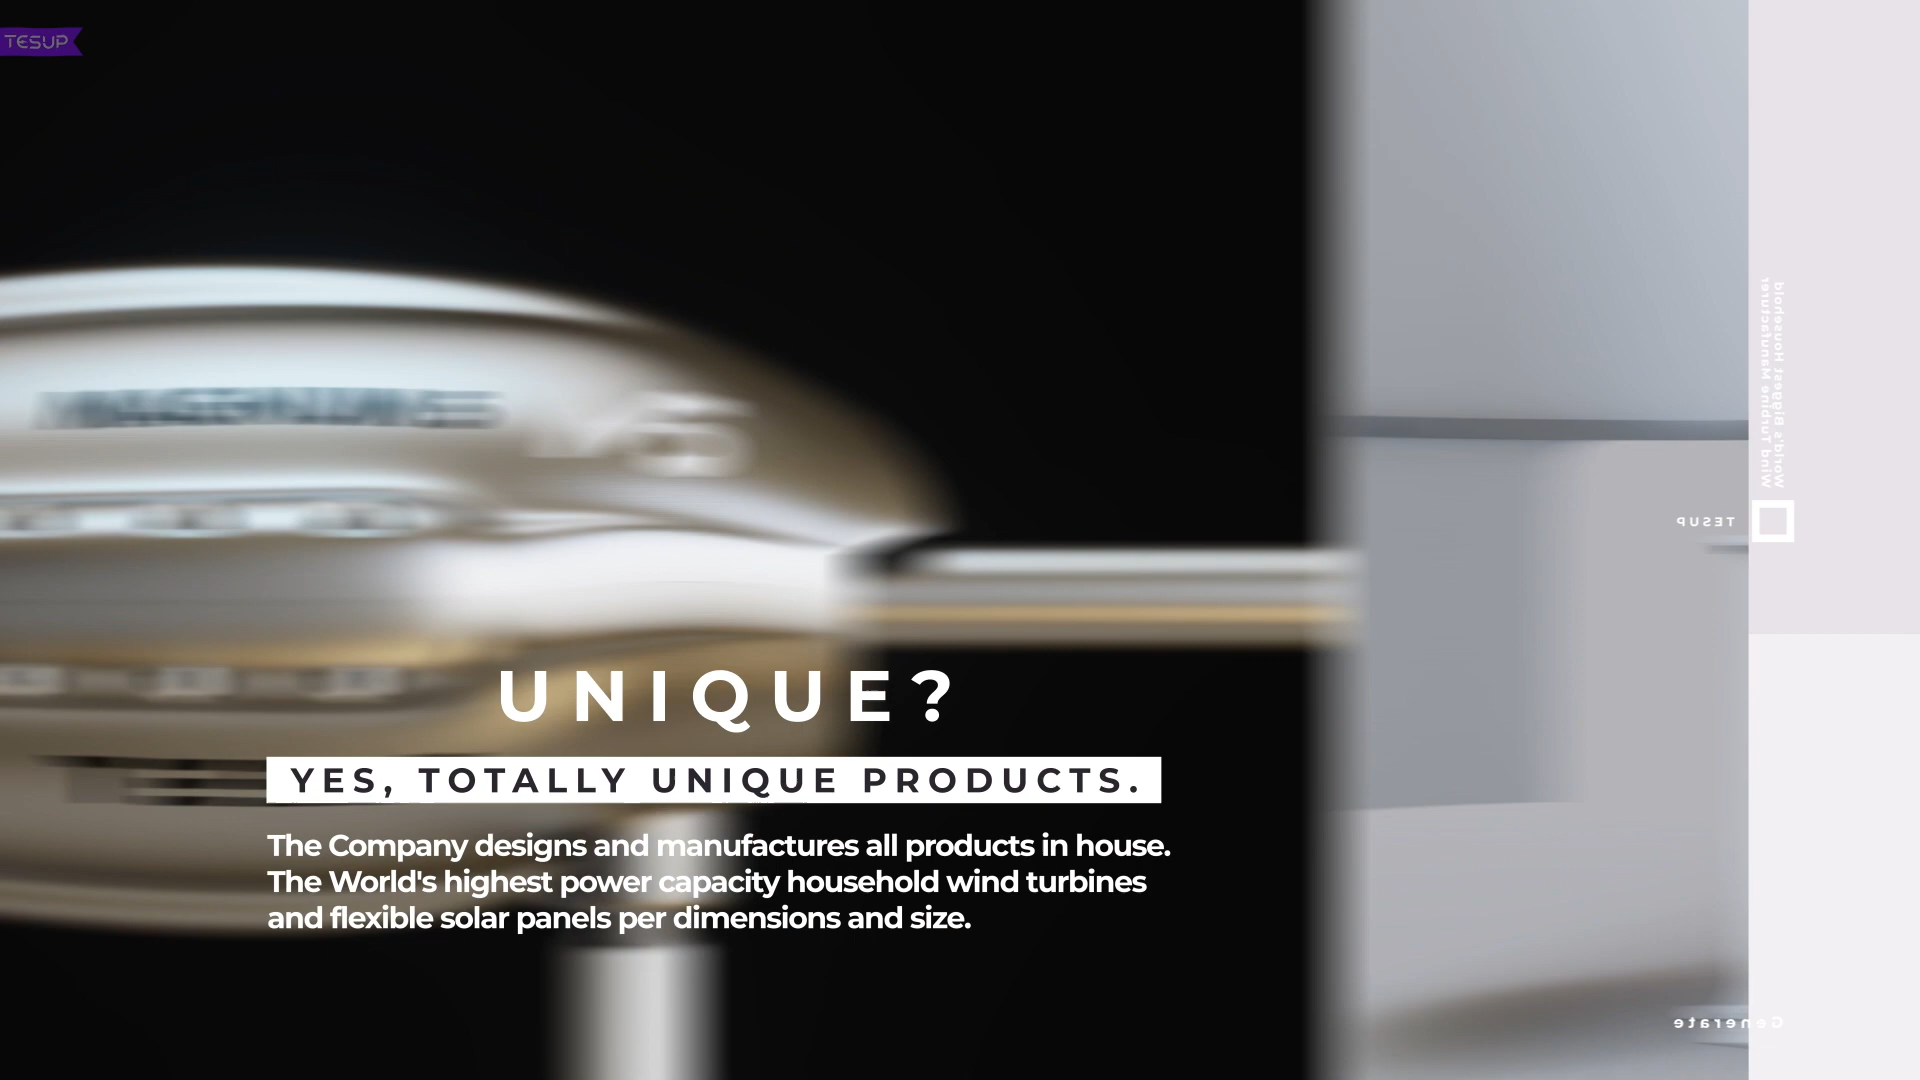 TESUP
UNIQUE?
YES, TOTALLY UNIQUE PRODUCTS.
The Company designs and manufactures all products in house.
The World's highest power capacity household wind turbines
and flexible solar panels per dimensions and size.
World's Biggest Household
Wind Turbine Manufacturer
TESUP
Generate